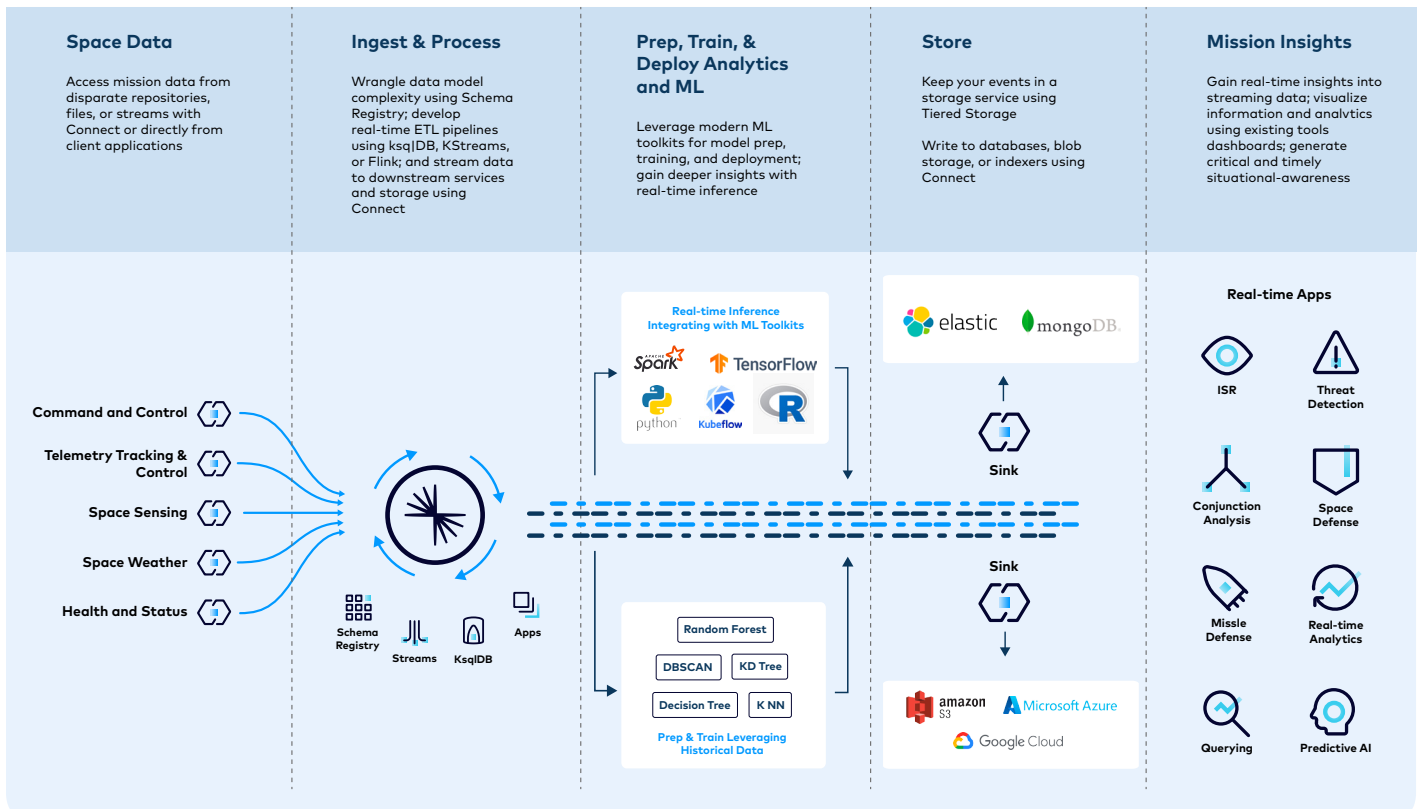 Space Data
Access mission data from
disparate repositories,
files, or streams with
Connect or directly from
client applications
Ingest & Process
Wrangle data model
complexity using Schema
Registry; develop
real-time ETL pipelines
using ksq|DB, KStreams,
or Flink; and stream data
to downstream services
and storage using
Connect
Prep, Train, &
Deploy Analytics
and ML
Leverage modern ML
toolkits for model prep,
training, and deployment;
gain deeper insights with
real-time inference
Store
Keep your events in a
storage service using
Tiered Storage
Write to databases, blob
storage, or indexers using
Connect
Mission Insights
Gain real-time insights into
streaming data; visualize
information and analytics
using existing tools
dashboards; generate
critical and timely
situational-awareness
Command and Control
Telemetry Tracking &
Control
Space Sensing
Space Weather
Health and Status
Schema
Registry
Streams
KsqlDB
Apps
Real-time Inference
Integrating with ML Toolkits
APACHE
Spark
TensorFlow
python
Kubeflow
R
Random Forest
DBSCAN
KD Tree
Decision Tree
K NN
Prep & Train Leveraging
Historical Data
elastic
mongoDB®
Sink
Sink
amazon
S3
Microsoft Azure
Google Cloud
Real-time Apps
ISR
Threat
Detection
Conjunction
Analysis
Space
Defense
Missle
Defense
Real-time
Analytics
Querying
Predictive AI